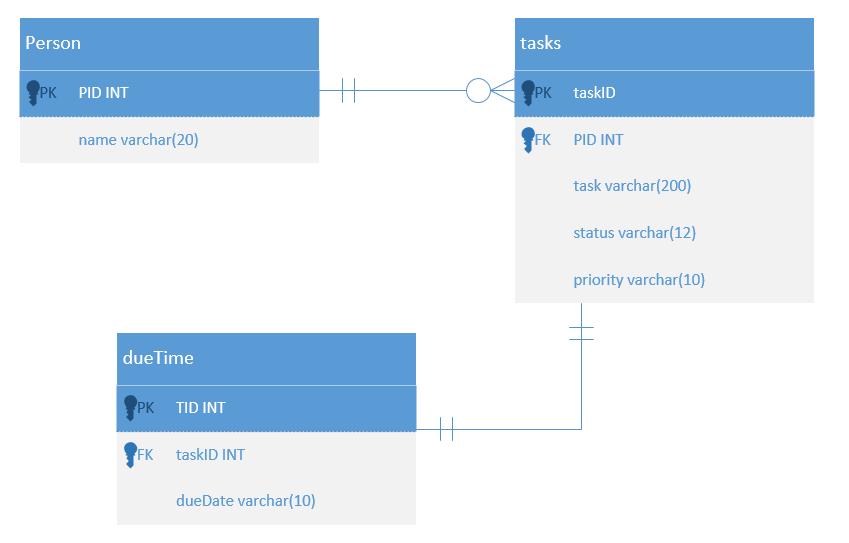 Person
PK PID INT
name varchar(20)
tasks
PK taskID
FK PID INT
task varchar(200)
status varchar(12)
priority varchar(10)
dueTime
PK TID INT
FK taskID INT
dueDate varchar(10)